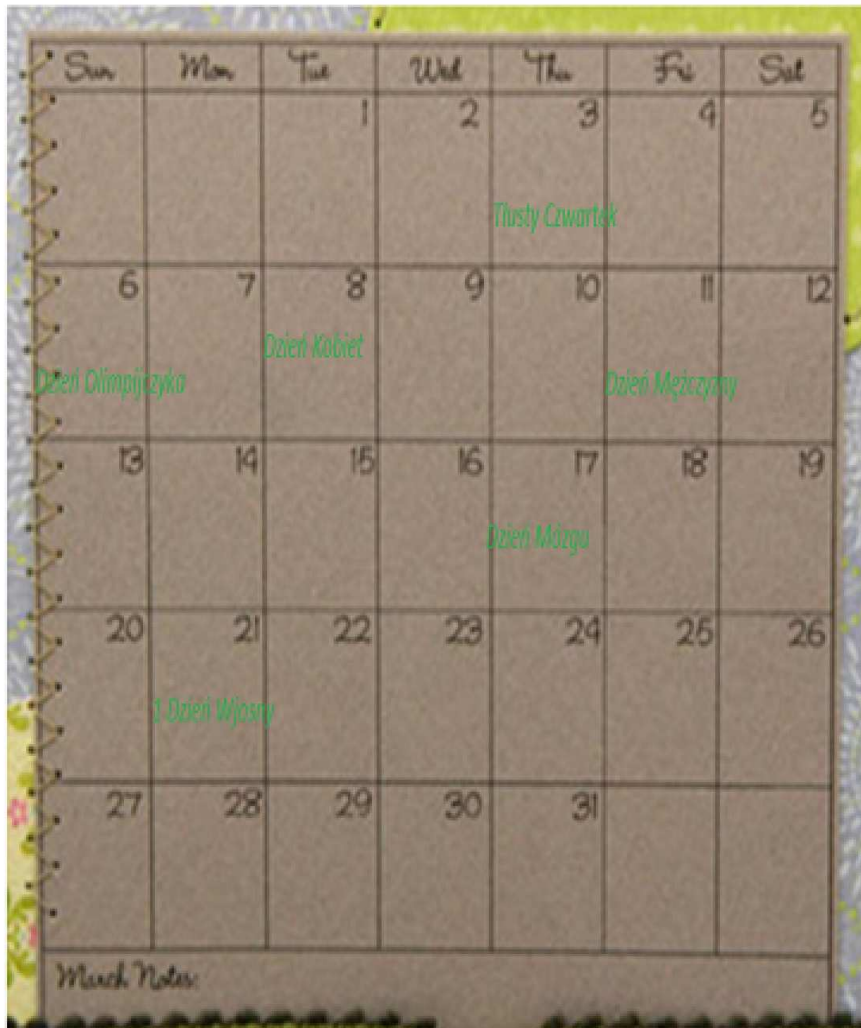 Sun Mon Tue Wed Thu Fri Sat
1 2 3 4 5
Tłusty Czwartek
6 7 8 9 10 11 12
Dzień Kobiet
Dzień Olimpijczyka Dzień Mężczyzny
13 14 15 16 17 18 19
Dzień Mózgu
20 21 22 23 24 25 26
1 Dzień Wjosny
27 28 29 30 31
March Notes: